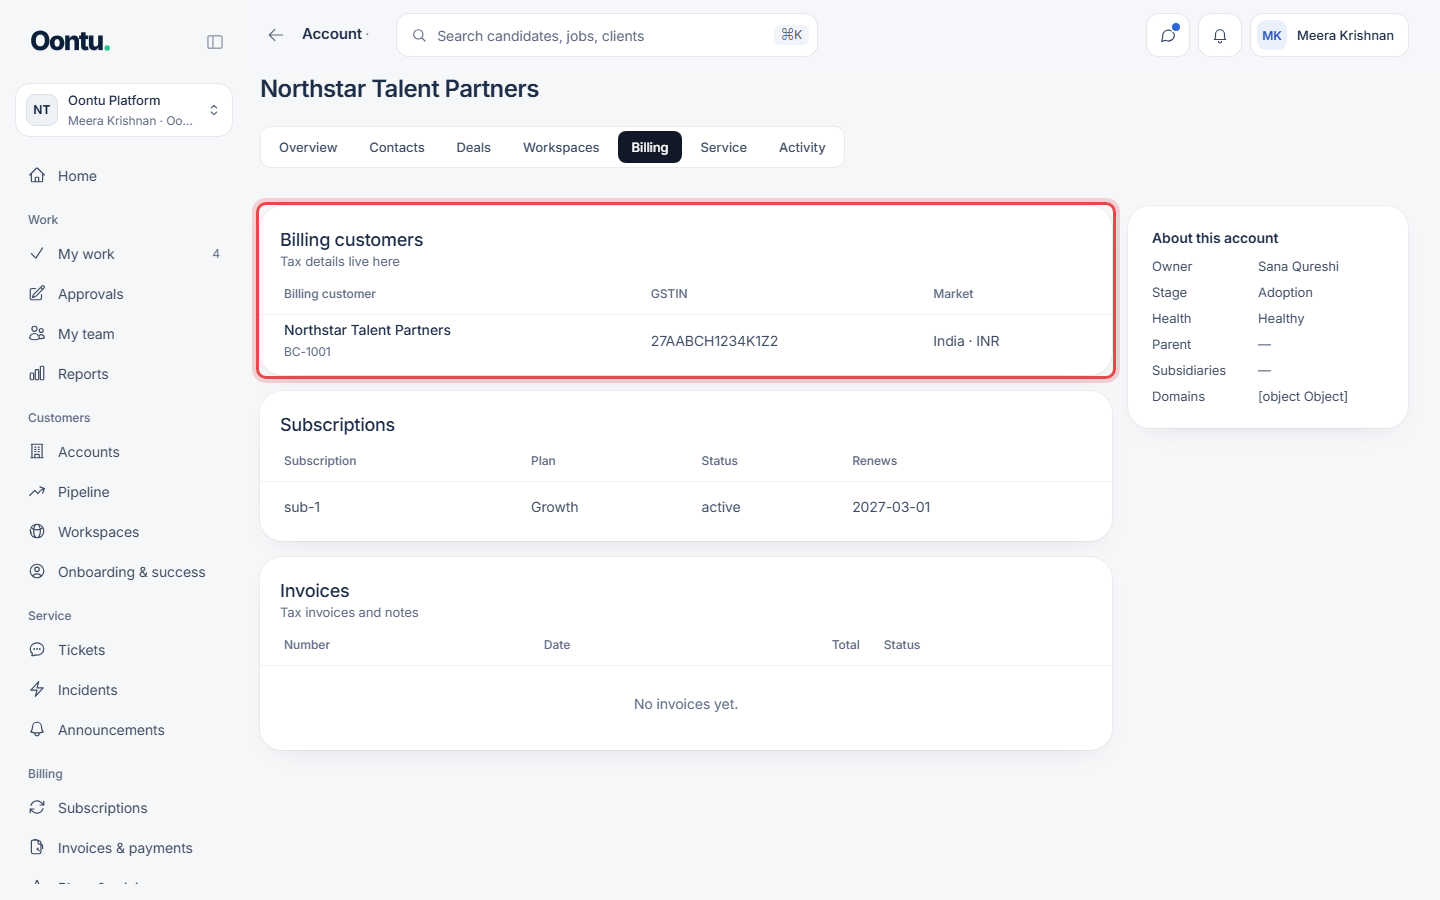 Oontu.
Account ·
Search candidates, jobs, clients
⌘K
MK
Meera Krishnan
NT
Oontu Platform
Meera Krishnan · Oo...
Home
Work
My work
4
Approvals
My team
Reports
Customers
Accounts
Pipeline
Workspaces
Onboarding & success
Service
Tickets
Incidents
Announcements
Billing
Subscriptions
Invoices & payments
Northstar Talent Partners
Overview Contacts Deals Workspaces Billing Service Activity
Billing customers
Tax details live here
Billing customer GSTIN Market
Northstar Talent Partners
BC-1001
27AABCH1234K1Z2
India · INR
Subscriptions
Subscription Plan Status Renews
sub-1 Growth active 2027-03-01
Invoices
Tax invoices and notes
Number Date Total Status
No invoices yet.
About this account
Owner Sana Qureshi
Stage Adoption
Health Healthy
Parent —
Subsidiaries —
Domains [object Object]